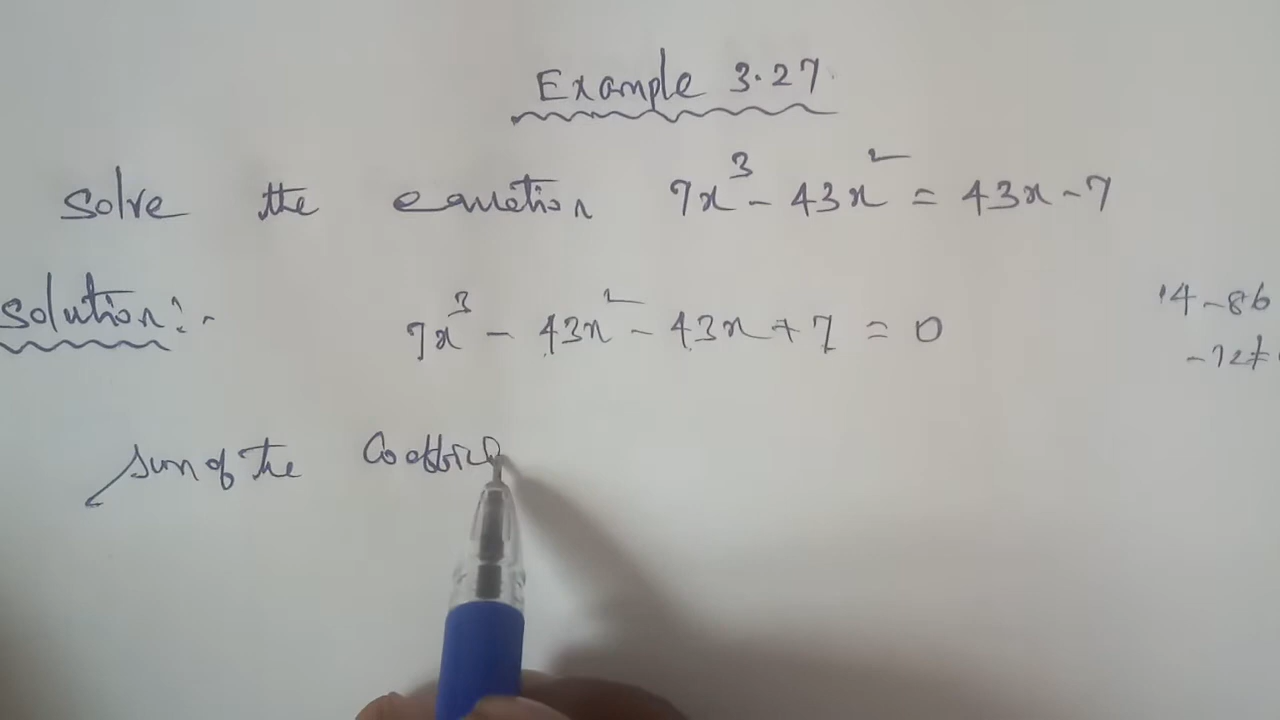 Example 3.27
Solve the equation 7x³ - 43x² = 43x - 7
Solution:- 7x³ - 43x² - 43x + 7 = 0
14 - 86
-72 ≠
Sum of the